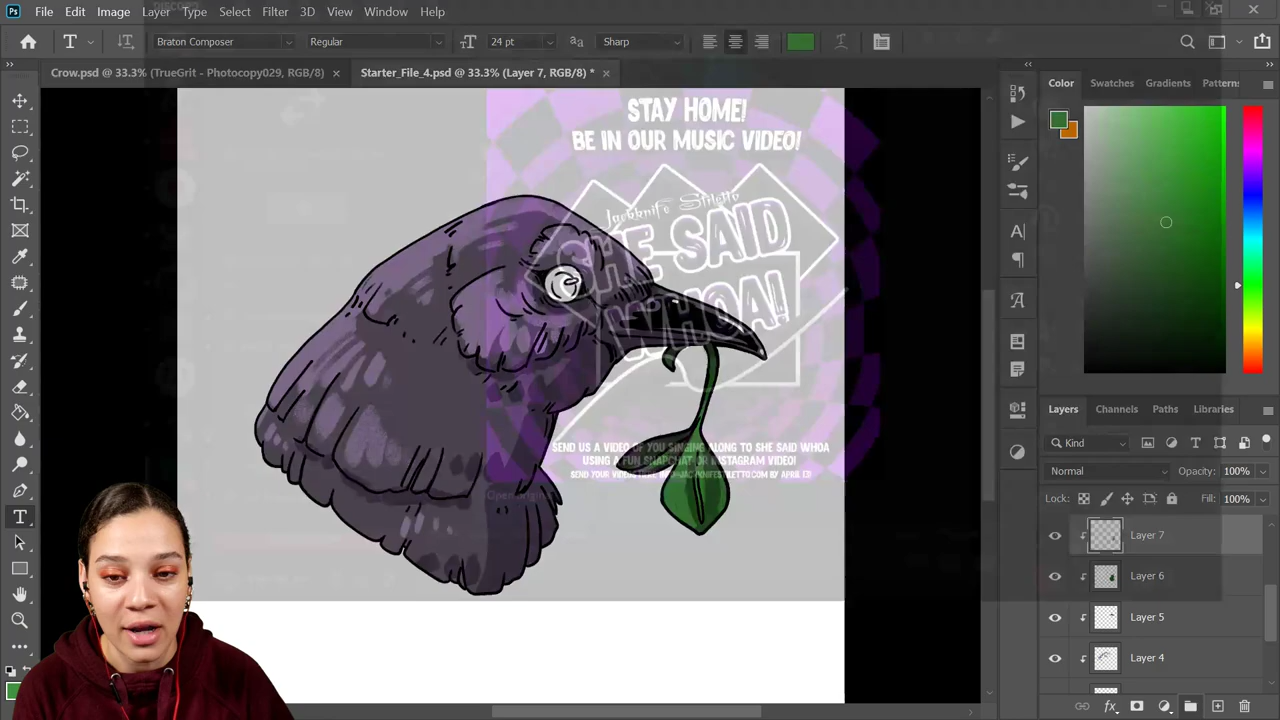 File Edit Image Layer Type Select Filter 3D View Window Help
Braton Composer Regular 24 pt Sharp
Crow.psd @ 33.3% (TrueGrit - Photocopy029, RGB/8) × Starter_File_4.psd @ 33.3% (Layer 7, RGB/8) * ×
Color Swatches Gradients Patterns
STAY HOME!
BE IN OUR MUSIC VIDEO!
Jackknife Stiletto
SHE SAID
WHOA!
SEND US A VIDEO OF YOU SINGING ALONG TO SHE SAID WHOA
USING A FUN SNAPCHAT OR INSTAGRAM VIDEO!
Layers Channels Paths Libraries
Kind
Normal Opacity: 100%
Lock: Fill: 100%
Layer 7
Layer 6
Layer 5
Layer 4